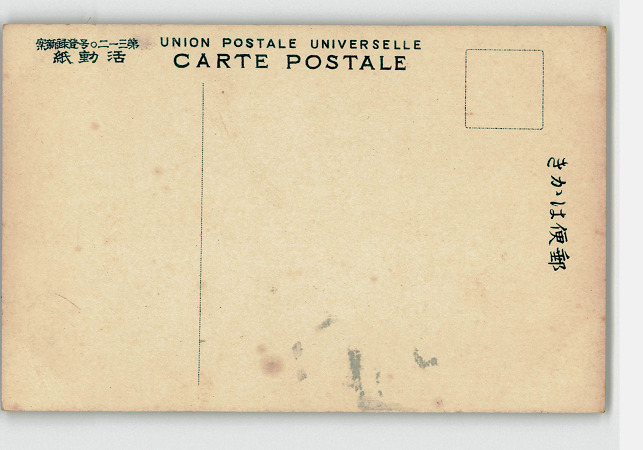 案新録登号〇二一三第
UNION POSTALE UNIVERSELLE
紙動活
CARTE POSTALE
きかは便郵